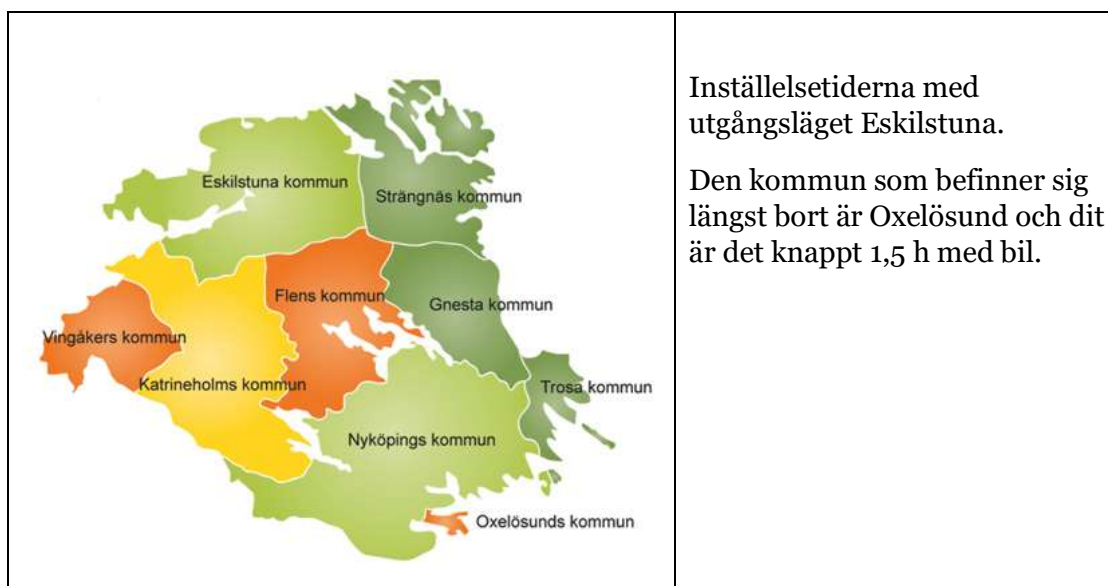 Eskilstuna kommun
Strängnäs kommun
Flens kommun
Gnesta kommun
Vingåkers kommun
Katrineholms kommun
Trosa kommun
Nyköpings kommun
Oxelösunds kommun
Inställelsetiderna med
utgångsläget Eskilstuna.
Den kommun som befinner sig
längst bort är Oxelösund och dit
är det knappt 1,5 h med bil.